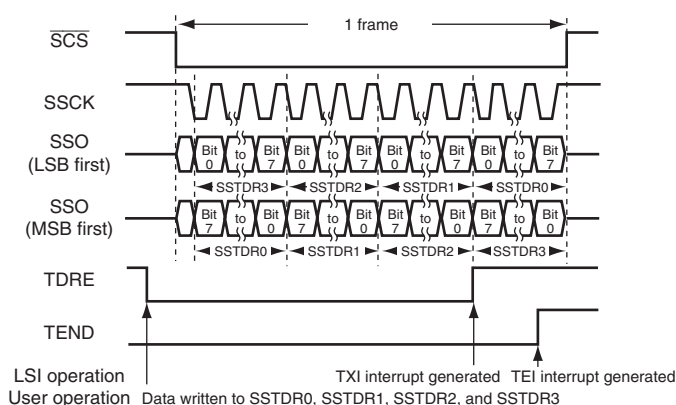 1 frame
SCS
SSCK
SSO
(LSB first)
Bit 0 to Bit 7 Bit 0 to Bit 7 Bit 0 to Bit 7 Bit 0 to Bit 7
SSTDR3 SSTDR2 SSTDR1 SSTDR0
SSO
(MSB first)
Bit 7 to Bit 0 Bit 7 to Bit 0 Bit 7 to Bit 0 Bit 7 to Bit 0
SSTDR0 SSTDR1 SSTDR2 SSTDR3
TDRE
TEND
LSI operation TXI interrupt generated TEI interrupt generated
User operation Data written to SSTDR0, SSTDR1, SSTDR2, and SSTDR3